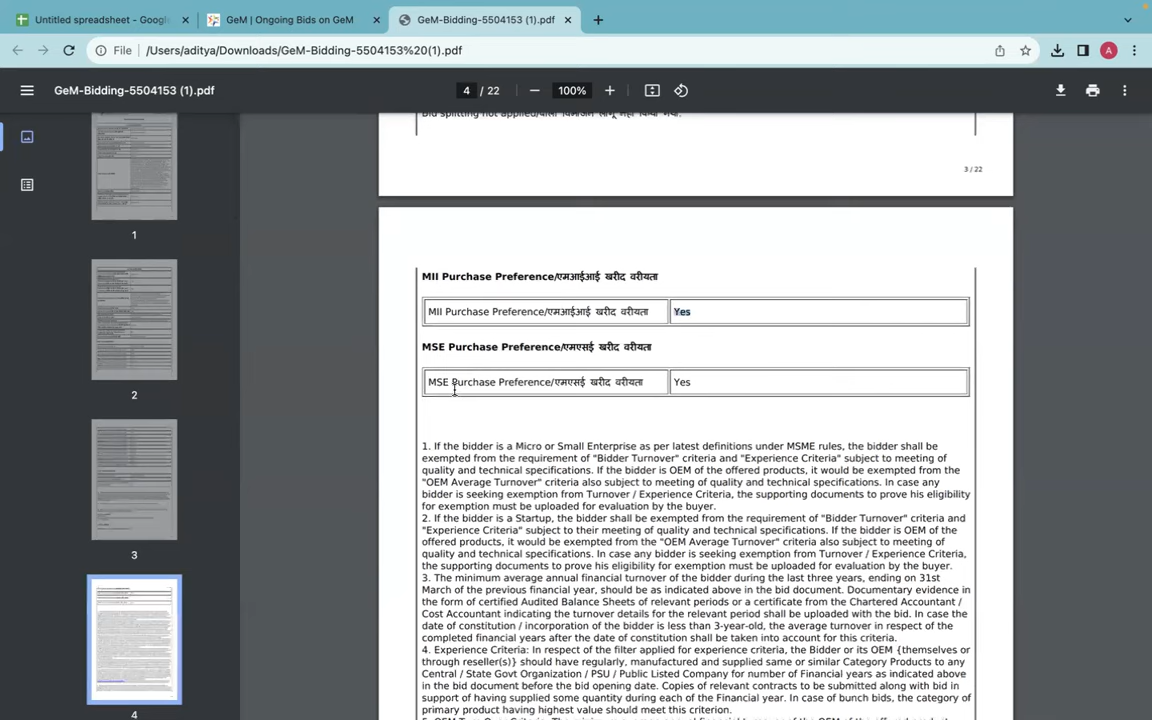 Untitled spreadsheet - Google
GeM | Ongoing Bids on GeM
GeM-Bidding-5504153 (1).pdf
File
/Users/aditya/Downloads/GeM-Bidding-5504153%20(1).pdf
A
GeM-Bidding-5504153 (1).pdf
4 / 22
100%
Bid splitting not applied/बोली विभाजन लागू नहीं किया गया.
3 / 22
1
2
3
4
MII Purchase Preference/एमआईआई खरीद वरीयता
MII Purchase Preference/एमआईआई खरीद वरीयता Yes
MSE Purchase Preference/एमएसई खरीद वरीयता
MSE Purchase Preference/एमएसई खरीद वरीयता Yes
1. If the bidder is a Micro or Small Enterprise as per latest definitions under MSME rules, the bidder shall be
exempted from the requirement of "Bidder Turnover" criteria and "Experience Criteria" subject to meeting of
quality and technical specifications. If the bidder is OEM of the offered products, it would be exempted from the
"OEM Average Turnover" criteria also subject to meeting of quality and technical specifications. In case any
bidder is seeking exemption from Turnover / Experience Criteria, the supporting documents to prove his eligibility
for exemption must be uploaded for evaluation by the buyer.
2. If the bidder is a Startup, the bidder shall be exempted from the requirement of "Bidder Turnover" criteria and
"Experience Criteria" subject to their meeting of quality and technical specifications. If the bidder is OEM of the
offered products, it would be exempted from the "OEM Average Turnover" criteria also subject to meeting of
quality and technical specifications. In case any bidder is seeking exemption from Turnover / Experience Criteria,
the supporting documents to prove his eligibility for exemption must be uploaded for evaluation by the buyer.
3. The minimum average annual financial turnover of the bidder during the last three years, ending on 31st
March of the previous financial year, should be as indicated above in the bid document. Documentary evidence in
the form of certified Audited Balance Sheets of relevant periods or a certificate from the Chartered Accountant /
Cost Accountant indicating the turnover details for the relevant period shall be uploaded with the bid. In case the
date of constitution / incorporation of the bidder is less than 3-year-old, the average turnover in respect of the
completed financial years after the date of constitution shall be taken into account for this criteria.
4. Experience Criteria: In respect of the filter applied for experience criteria, the Bidder or its OEM {themselves or
through reseller(s)} should have regularly, manufactured and supplied same or similar Category Products to any
Central / State Govt Organization / PSU / Public Listed Company for number of Financial years as indicated above
in the bid document before the bid opening date. Copies of relevant contracts to be submitted along with bid in
support of having supplied some quantity during each of the Financial year. In case of bunch bids, the category of
primary product having highest value should meet this criterion.